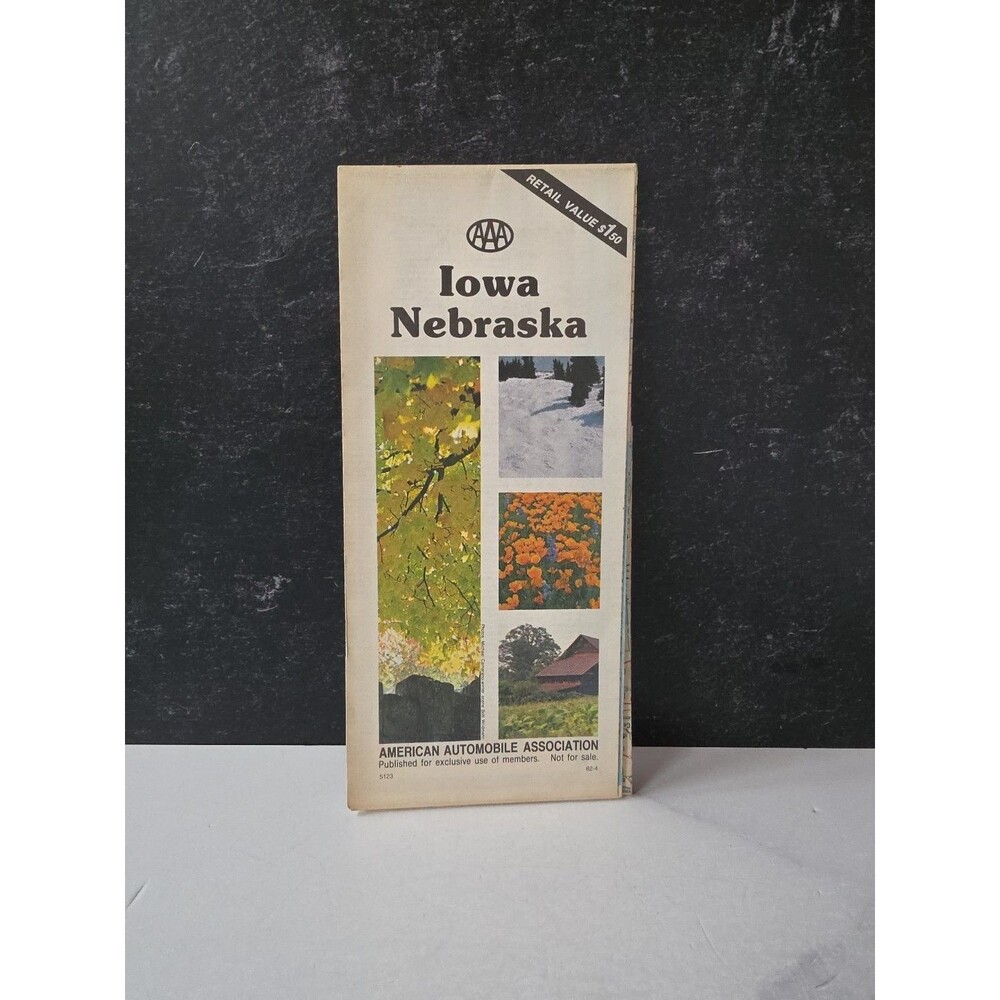 RETAIL VALUE $1.50
AAA
Iowa
Nebraska
AMERICAN AUTOMOBILE ASSOCIATION
Published for exclusive use of members. Not for sale.
5123
82-4